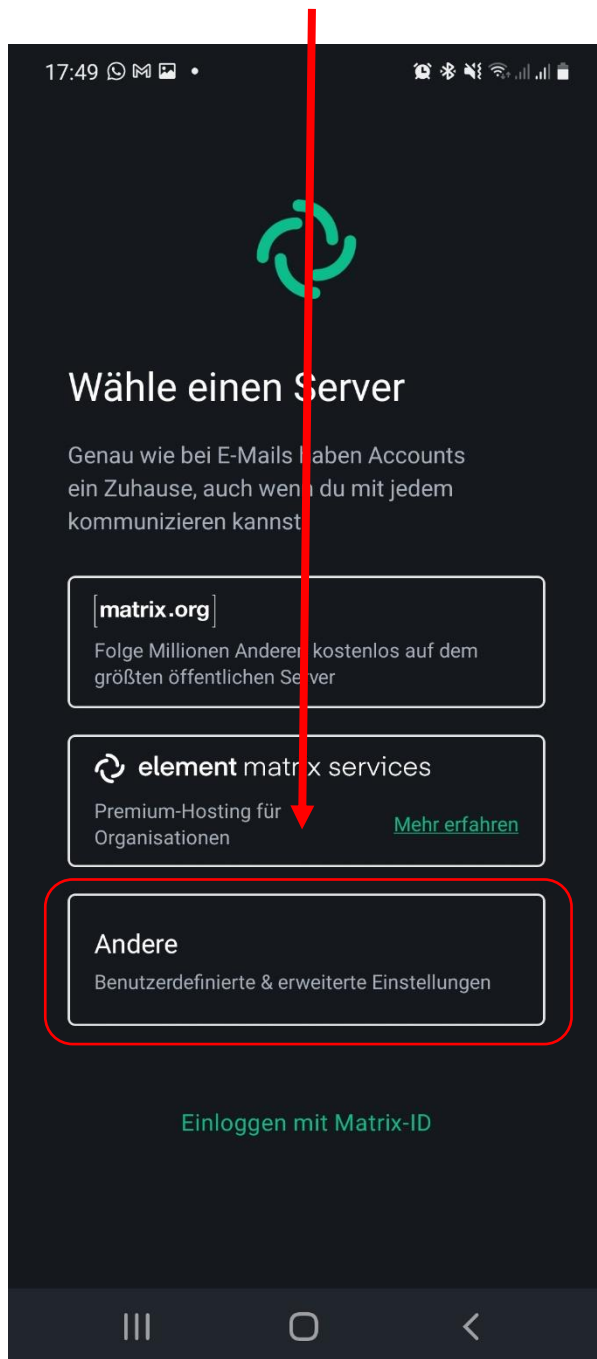 17:49
Wähle einen Server
Genau wie bei E-Mails haben Accounts
ein Zuhause, auch wenn du mit jedem
kommunizieren kannst
[matrix.org]
Folge Millionen Anderen kostenlos auf dem
größten öffentlichen Server
element matrix services
Premium-Hosting für
Organisationen
Mehr erfahren
Andere
Benutzerdefinierte & erweiterte Einstellungen
Einloggen mit Matrix-ID